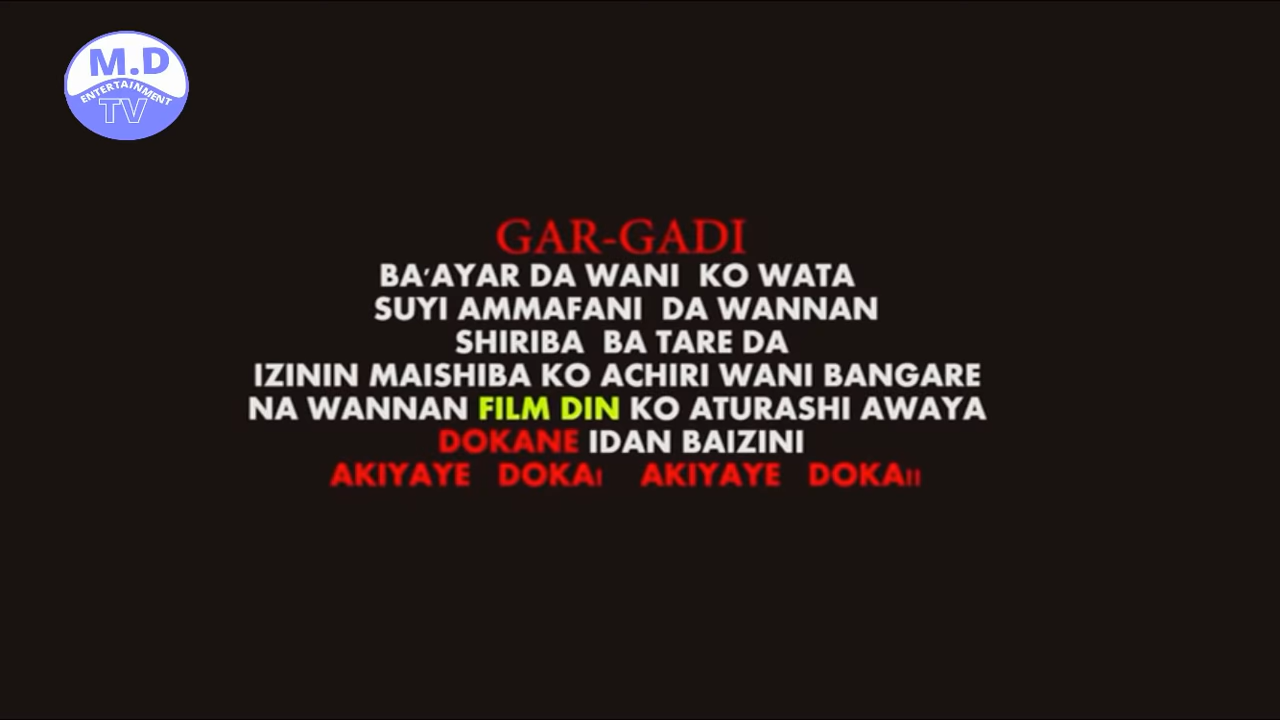 M.D
ENTERTAINMENT
TV
GAR-GADI
BA'AYAR DA WANI KO WATA
SUYI AMMAFANI DA WANNAN
SHIRIBA BA TARE DA
IZININ MAISHIBA KO ACHIRI WANI BANGARE
NA WANNAN FILM DIN KO ATURASHI AWAYA
DOKANE IDAN BAIZINI
AKIYAYE DOKA! AKIYAYE DOKA!!